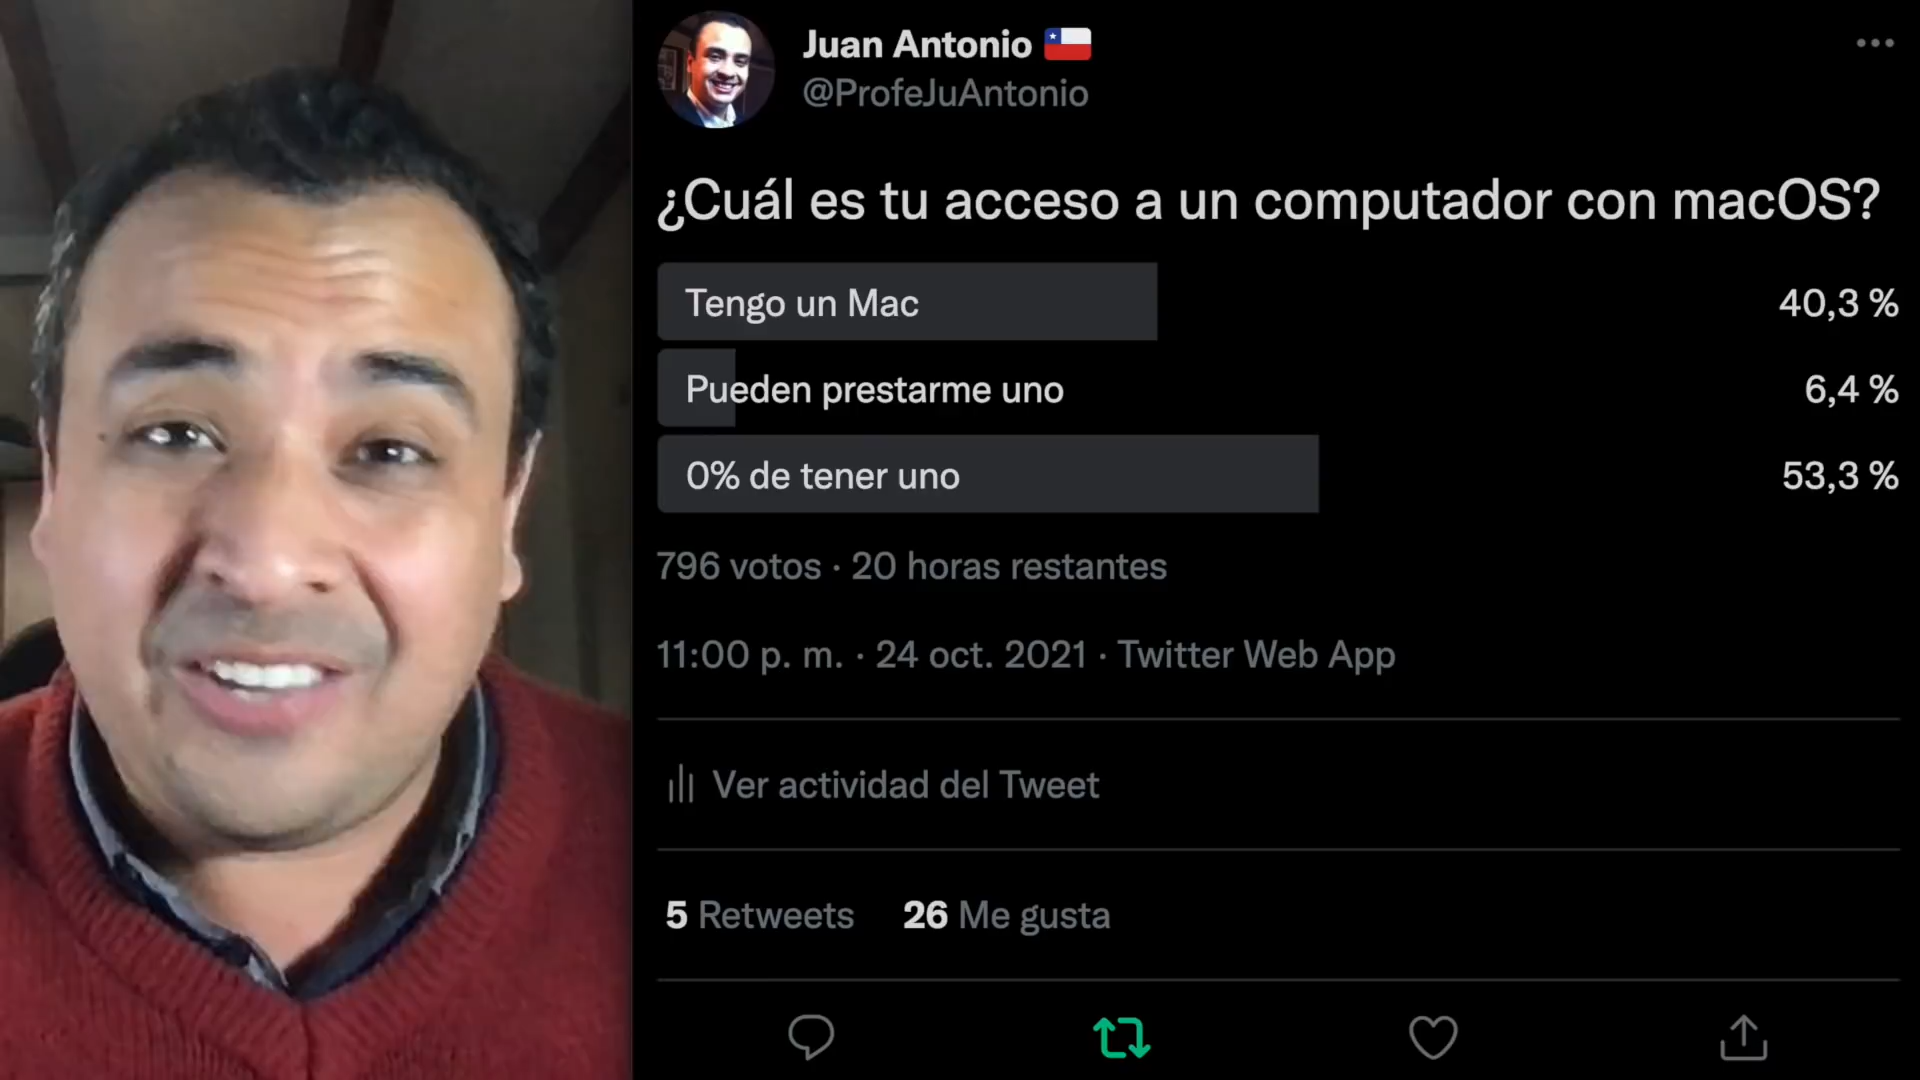 Juan Antonio 🇨🇱
@ProfeJuAntonio
¿Cuál es tu acceso a un computador con macOS?
Tengo un Mac 40,3 %
Pueden prestarme uno 6,4 %
0% de tener uno 53,3 %
796 votos · 20 horas restantes
11:00 p. m. · 24 oct. 2021 · Twitter Web App
Ver actividad del Tweet
5 Retweets 26 Me gusta